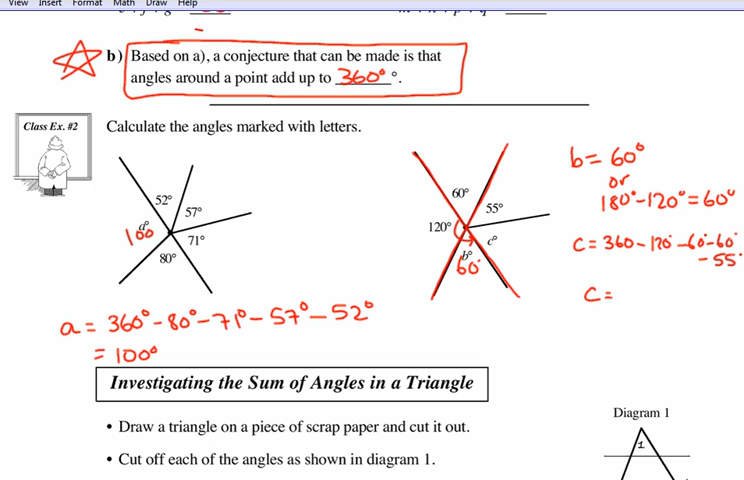 View Insert Format Math Draw Help
b) Based on a), a conjecture that can be made is that
angles around a point add up to 360° °.
Class Ex. #2
Calculate the angles marked with letters.
52°
57°
a°
100
71°
80°
60°
55°
120°
c°
b°
60°
b = 60°
or
180° - 120° = 60°
c = 360 - 120° - 60° - 60°
- 55°
c =
a = 360° - 80° - 71° - 57° - 52°
= 100°
Investigating the Sum of Angles in a Triangle
• Draw a triangle on a piece of scrap paper and cut it out.
• Cut off each of the angles as shown in diagram 1.
Diagram 1
1